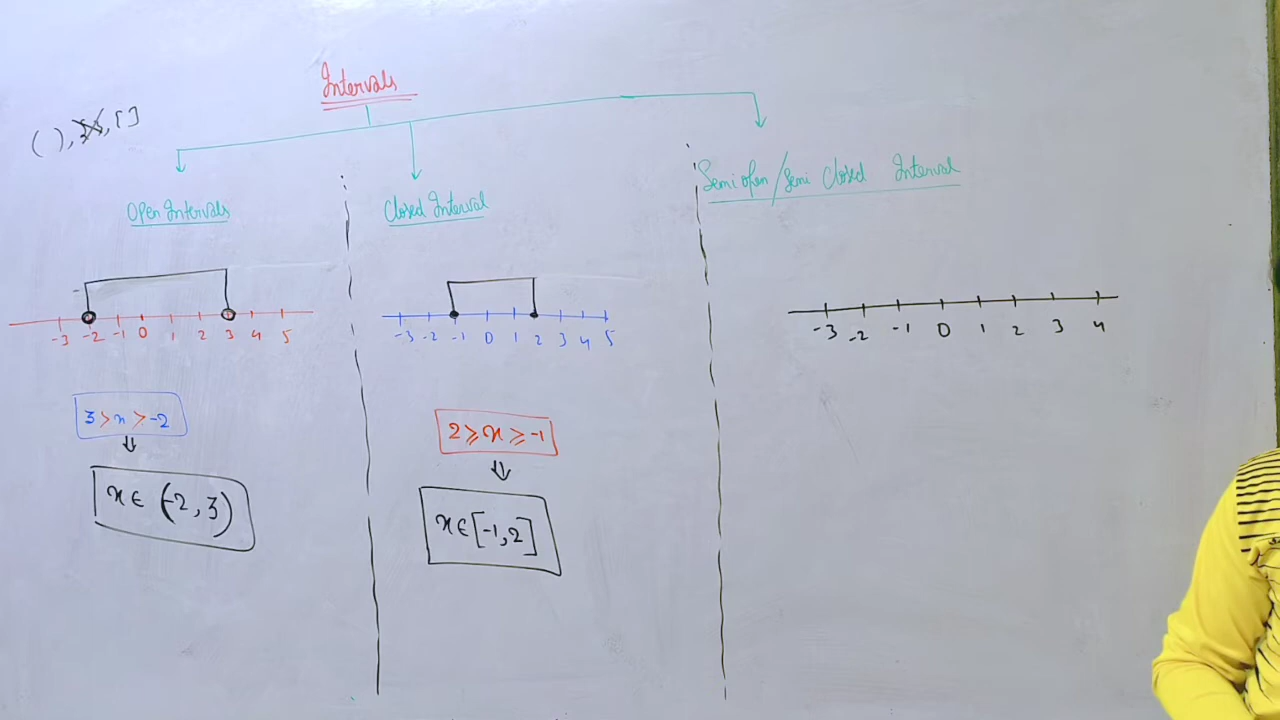 Intervals
( ), { }, [ ]
Open Intervals
Closed Interval
Semi open/Semi Closed Interval
-3 -2 -1 0 1 2 3 4 5
-3 -2 -1 0 1 2 3 4 5
-3 -2 -1 0 1 2 3 4
3 > x > -2
⇓
x ∈ (-2, 3)
2 ⩾ x ⩾ -1
⇓
x ∈ [-1, 2]